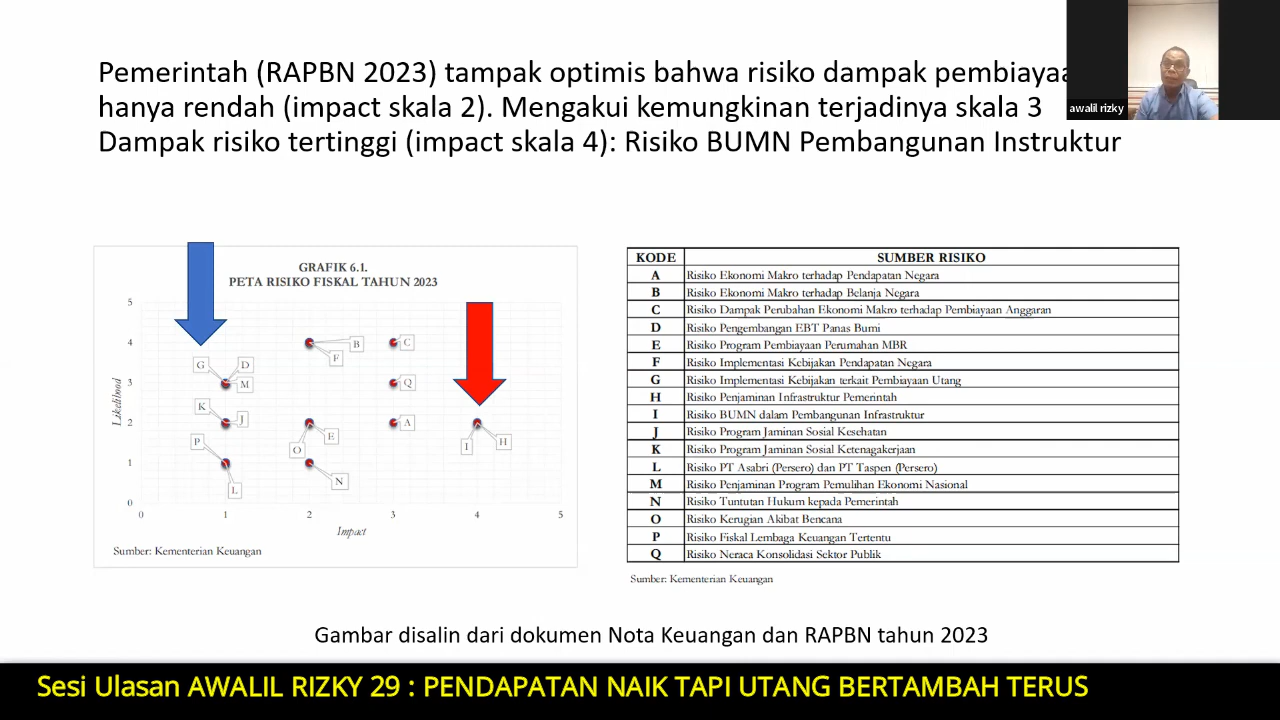 Pemerintah (RAPBN 2023) tampak optimis bahwa risiko dampak
hanya rendah (impact skala 2). Mengakui kemungkinan terjadinya skala 3
Dampak risiko tertinggi (impact skala 4): Risiko BUMN Pembangunan Instruktur
awalil rizky
GRAFIK 6.1.
PETA RISIKO FISKAL TAHUN 2023
Likelihood
5
4
3
2
1
0
B
F
C
G
D
M
Q
K
J
P
L
O
E
A
I
H
N
0 1 2 3 4 5
Impact
Sumber: Kementerian Keuangan
KODE SUMBER RISIKO
A Risiko Ekonomi Makro terhadap Pendapatan Negara
B Risiko Ekonomi Makro terhadap Belanja Negara
C Risiko Dampak Perubahan Ekonomi Makro terhadap Pembiayaan Anggaran
D Risiko Pengembangan EBT Panas Bumi
E Risiko Program Pembiayaan Perumahan MBR
F Risiko Implementasi Kebijakan Pendapatan Negara
G Risiko Implementasi Kebijakan terkait Pembiayaan Utang
H Risiko Penjaminan Infrastruktur Pemerintah
I Risiko BUMN dalam Pembangunan Infrastruktur
J Risiko Program Jaminan Sosial Kesehatan
K Risiko Program Jaminan Sosial Ketenagakerjaan
L Risiko PT Asabri (Persero) dan PT Taspen (Persero)
M Risiko Penjaminan Program Pemulihan Ekonomi Nasional
N Risiko Tuntutan Hukum kepada Pemerintah
O Risiko Kerugian Akibat Bencana
P Risiko Fiskal Lembaga Keuangan Tertentu
Q Risiko Neraca Konsolidasi Sektor Publik
Sumber: Kementerian Keuangan
Gambar disalin dari dokumen Nota Keuangan dan RAPBN tahun 2023
Sesi Ulasan AWALIL RIZKY 29 : PENDAPATAN NAIK TAPI UTANG BERTAMBAH TERUS